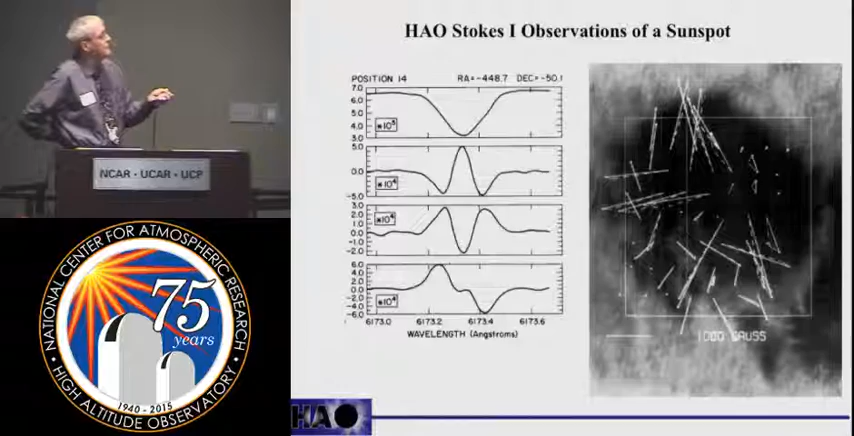 HAO Stokes I Observations of a Sunspot
POSITION 14 RA=-448.7 DEC=-50.1
7.0
6.0
5.0
4.0
3.0
*10⁵
5.0
0.0
-5.0
*10⁴
3.0
2.0
1.0
0.0
-1.0
-2.0
*10⁴
6.0
4.0
2.0
0.0
-2.0
-4.0
-6.0
*10⁴
6173.0 6173.2 6173.4 6173.6
WAVELENGTH (Angstroms)
1000 GAUSS
NCAR · UCAR · UCP
NATIONAL CENTER FOR ATMOSPHERIC RESEARCH
75
years
1940 - 2015
HIGH ALTITUDE OBSERVATORY
HAO